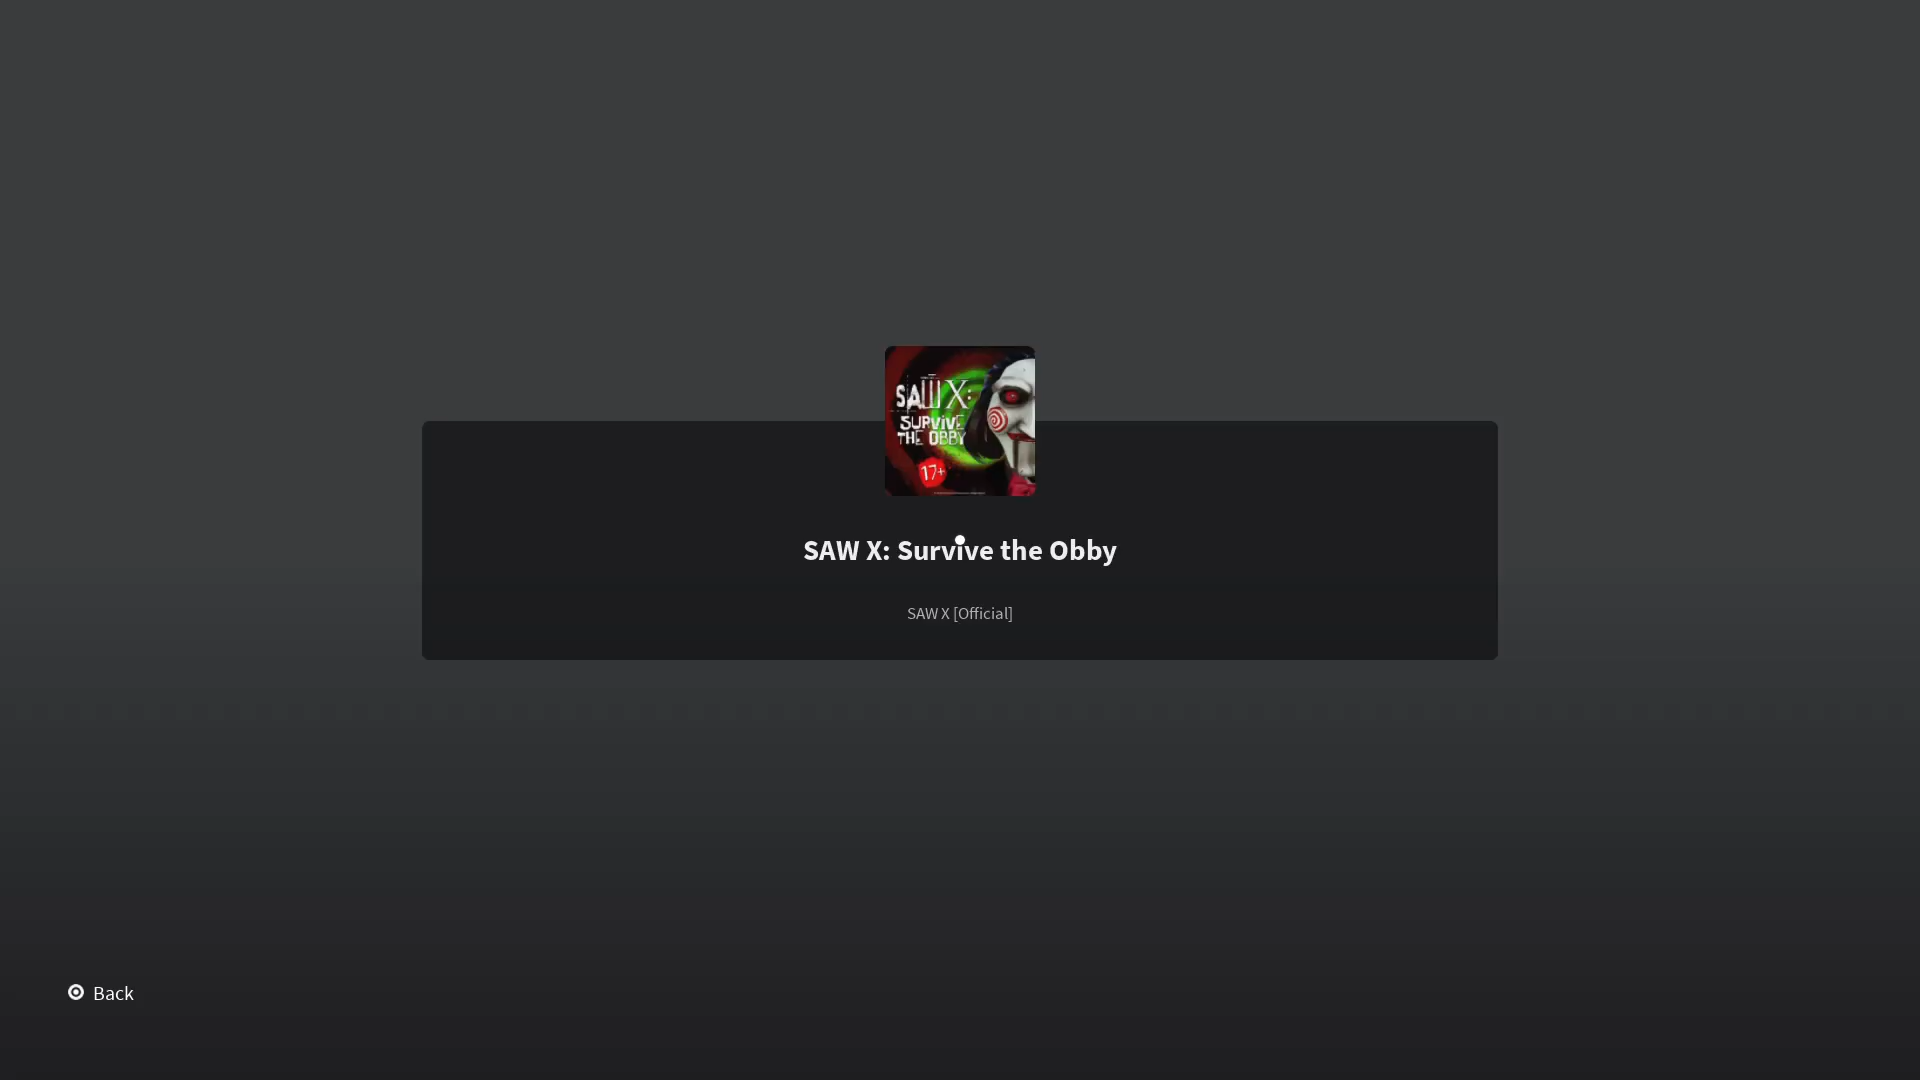 SAW X:
SURViVE
THE OBBY
17+
SAW X: Survive the Obby
SAW X [Official]
Back